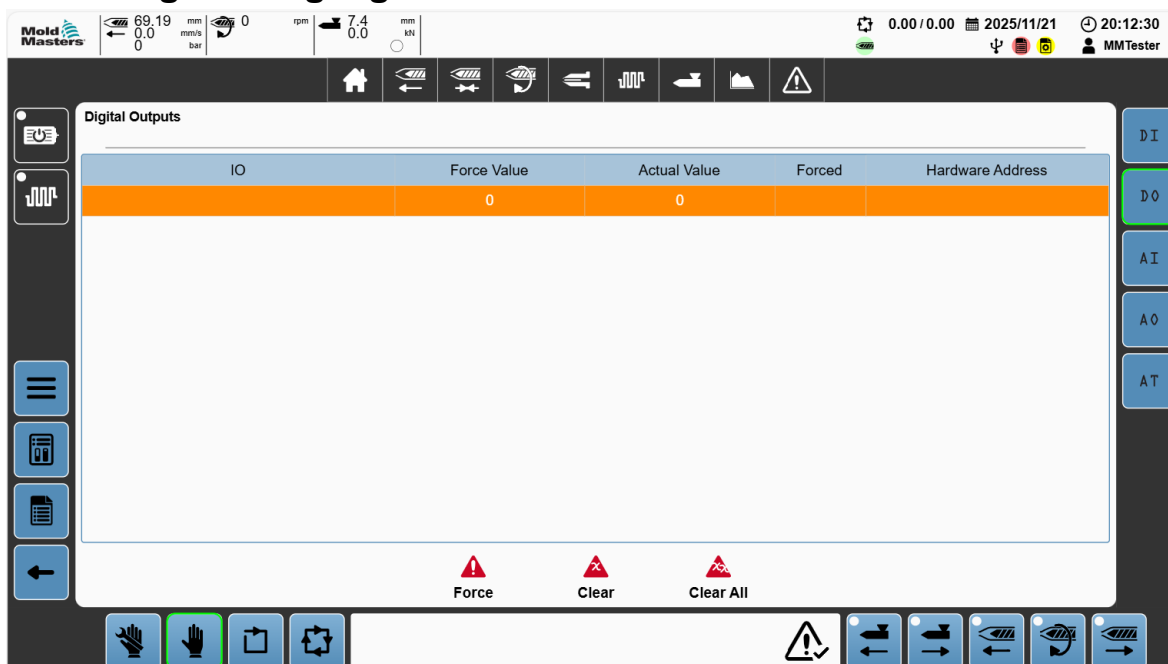 Mold
Masters
69.19 mm
0.0 mm/s
0 bar
0 rpm
7.4 mm
0.0 kN
0.00 / 0.00
2025/11/21
20:12:30
MMTester
Digital Outputs
IO Force Value Actual Value Forced Hardware Address
0 0
DI
DO
AI
AO
AT
Force Clear Clear All